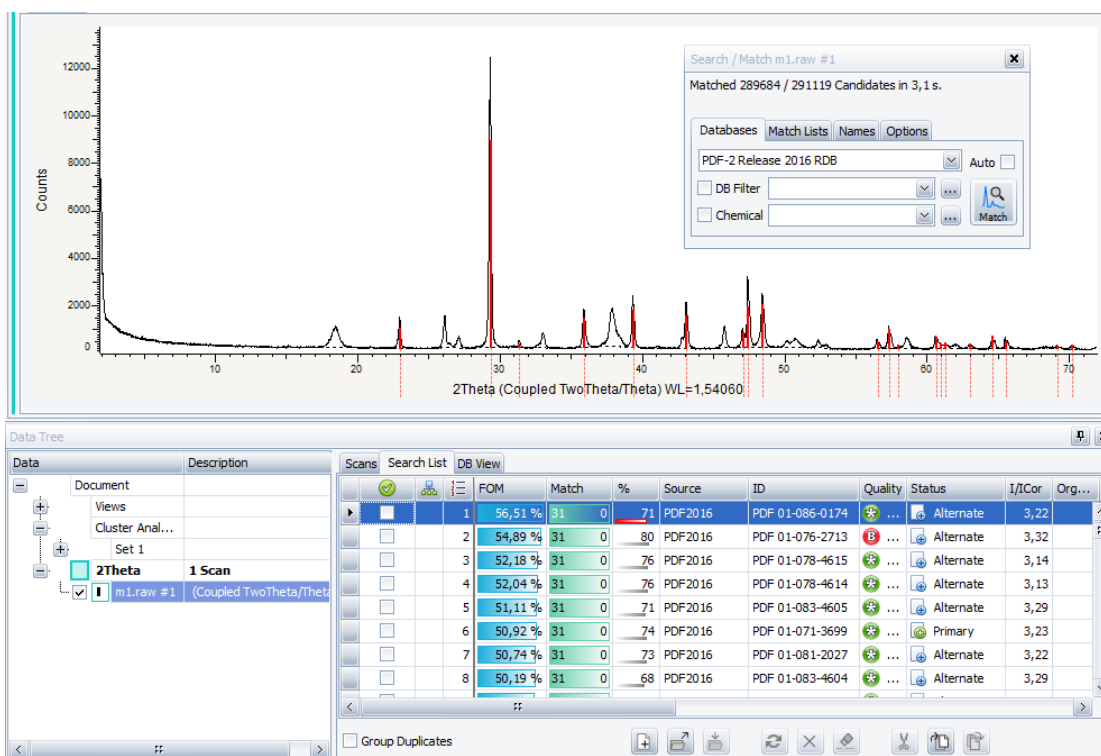 12000
10000
8000
6000
4000
2000
0
Counts
10
20
30
40
50
60
70
2Theta (Coupled TwoTheta/Theta) WL=1,54060
Search / Match m1.raw #1
Matched 289684 / 291119 Candidates in 3,1 s.
Databases Match Lists Names Options
PDF-2 Release 2016 RDB Auto
DB Filter ...
Chemical ... Match
Data Tree
Data Description
Document
Views
Cluster Anal...
Set 1
2Theta 1 Scan
m1.raw #1 (Coupled TwoTheta/Theta
Scans Search List DB View
FOM Match % Source ID Quality Status I/ICor Org...
1 56,51 % 31 0 71 PDF2016 PDF 01-086-0174 ... Alternate 3,22
2 54,89 % 31 0 80 PDF2016 PDF 01-076-2713 B ... Alternate 3,32
3 52,18 % 31 0 76 PDF2016 PDF 01-078-4615 ... Alternate 3,14
4 52,04 % 31 0 76 PDF2016 PDF 01-078-4614 ... Alternate 3,13
5 51,11 % 31 0 71 PDF2016 PDF 01-083-4605 ... Alternate 3,29
6 50,92 % 31 0 74 PDF2016 PDF 01-071-3699 ... Primary 3,23
7 50,74 % 31 0 73 PDF2016 PDF 01-081-2027 ... Alternate 3,22
8 50,19 % 31 0 68 PDF2016 PDF 01-083-4604 ... Alternate 3,29
Group Duplicates